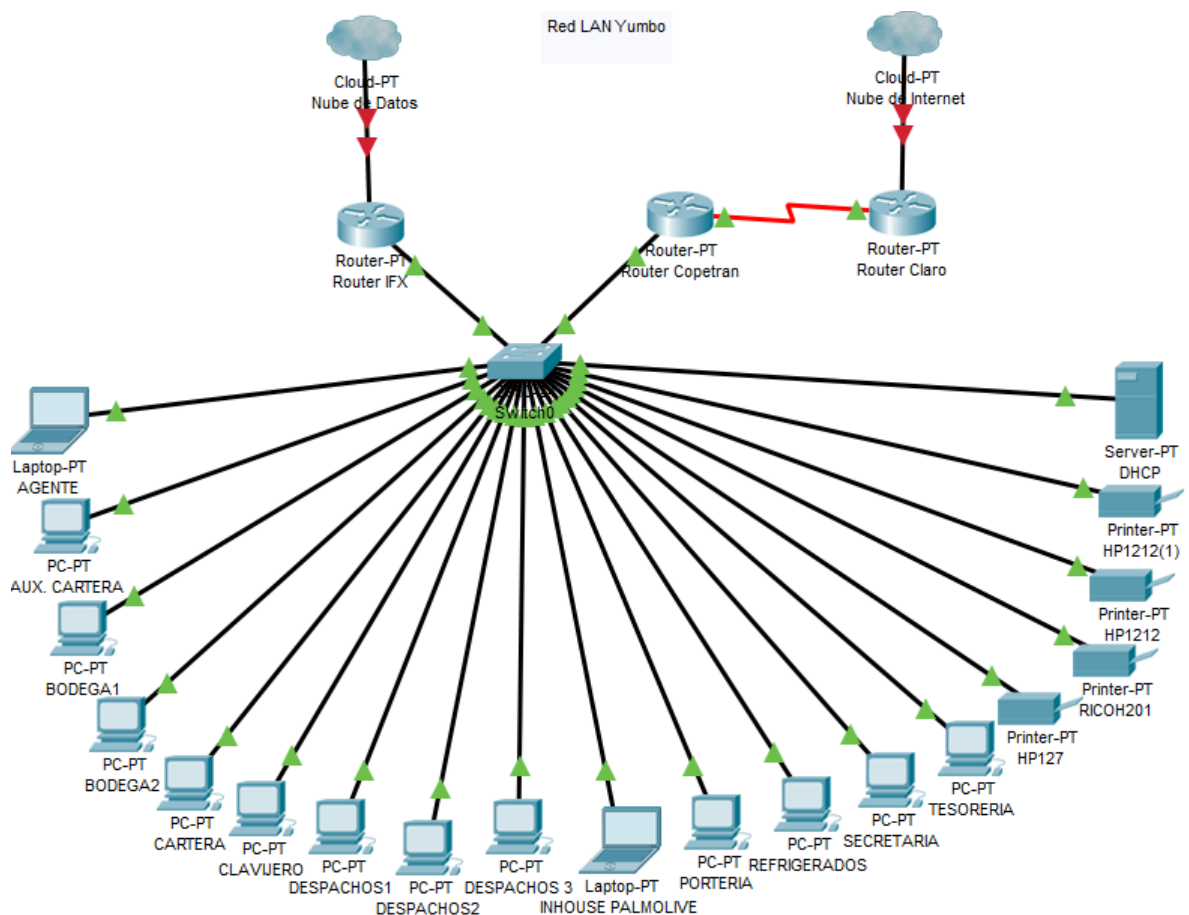 Red LAN Yumbo
Cloud-PT
Nube de Datos
Cloud-PT
Nube de Internet
Router-PT
Router IFX
Router-PT
Router Copetran
Router-PT
Router Claro
Switch0
Laptop-PT
AGENTE
PC-PT
AUX. CARTERA
PC-PT
BODEGA1
PC-PT
BODEGA2
PC-PT
CARTERA
PC-PT
CLAVIJERO
PC-PT
DESPACHOS1
PC-PT
DESPACHOS2
PC-PT
DESPACHOS 3
Laptop-PT
INHOUSE PALMOLIVE
PC-PT
PORTERIA
PC-PT
REFRIGERADOS
PC-PT
SECRETARIA
PC-PT
TESORERIA
Printer-PT
HP127
Printer-PT
RICOH201
Printer-PT
HP1212
Printer-PT
HP1212(1)
Server-PT
DHCP